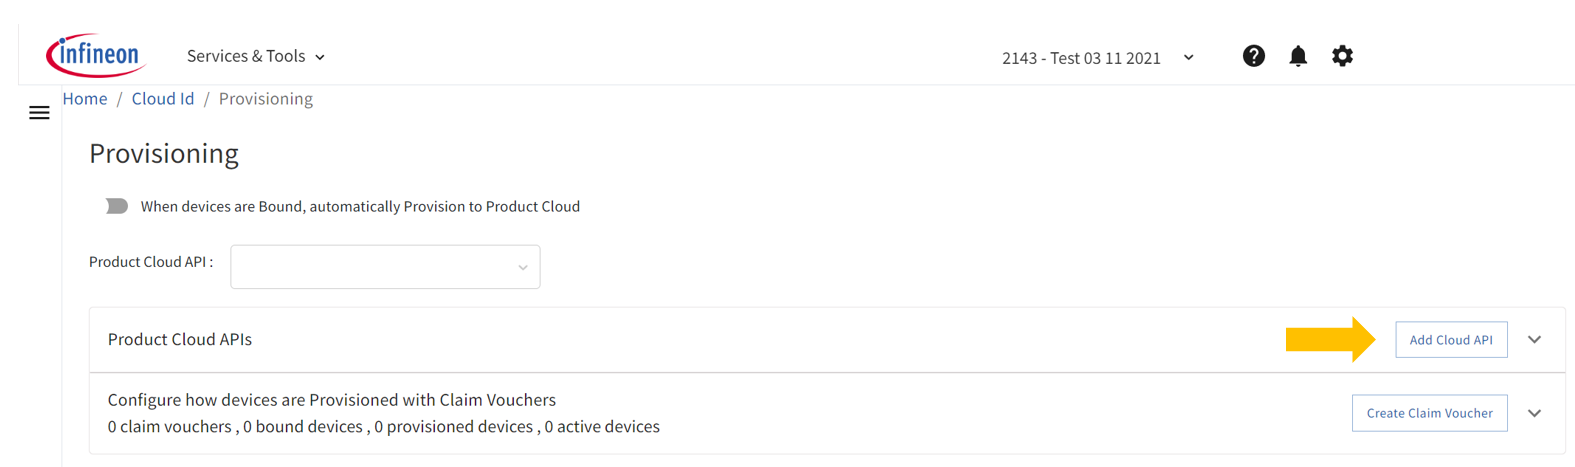 infineon Services & Tools 2143 - Test 03 11 2021
Home / Cloud Id / Provisioning
Provisioning
When devices are Bound, automatically Provision to Product Cloud
Product Cloud API :
Product Cloud APIs Add Cloud API
Configure how devices are Provisioned with Claim Vouchers
0 claim vouchers , 0 bound devices , 0 provisioned devices , 0 active devices
Create Claim Voucher